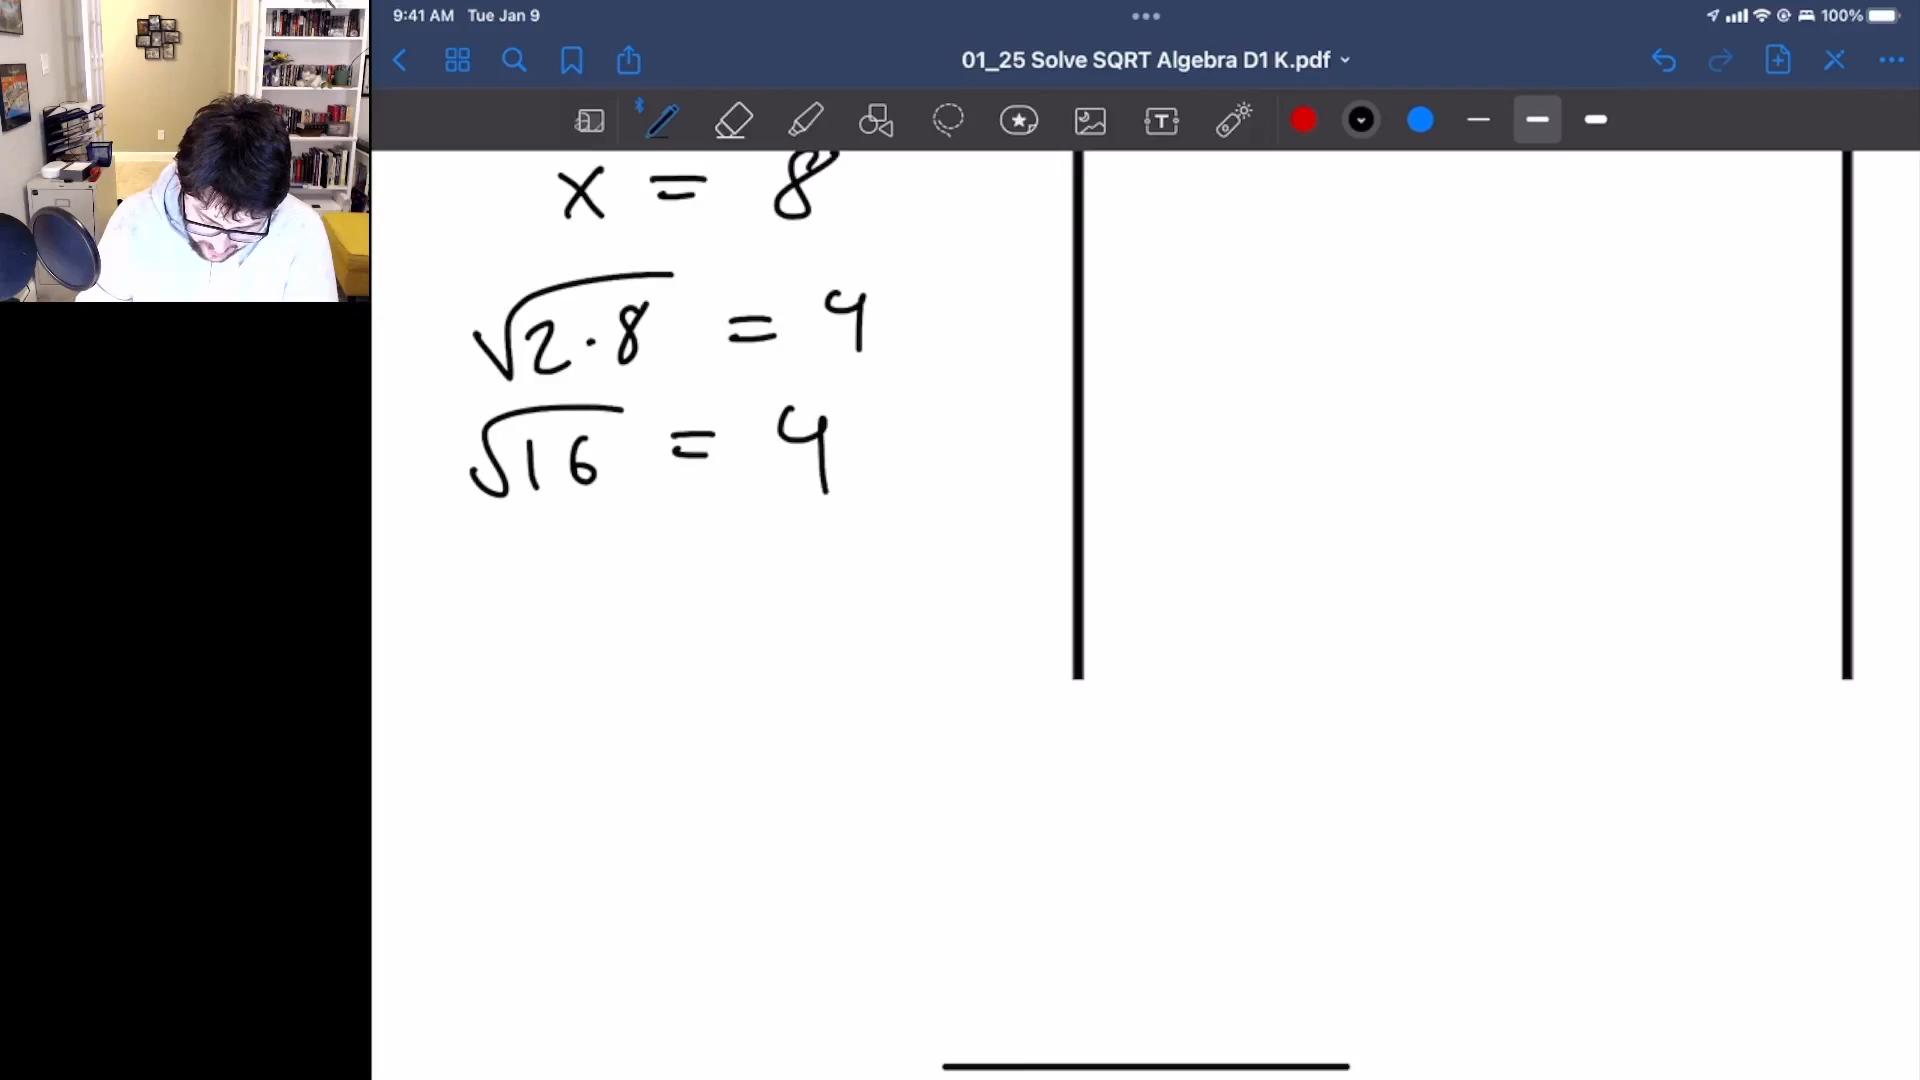 9:41 AM Tue Jan 9
100%
01_25 Solve SQRT Algebra D1 K.pdf
x = 8
√2·8 = 4
√16 = 4